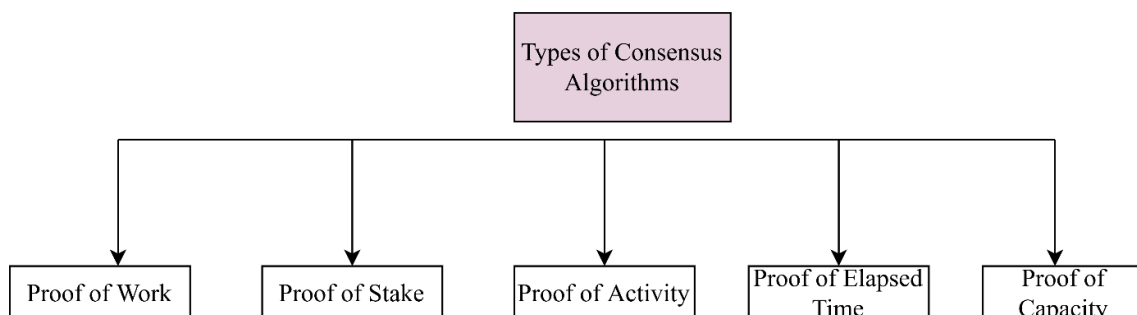 Types of Consensus
Algorithms
Proof of Work
Proof of Stake
Proof of Activity
Proof of Elapsed
Time
Proof of
Capacity